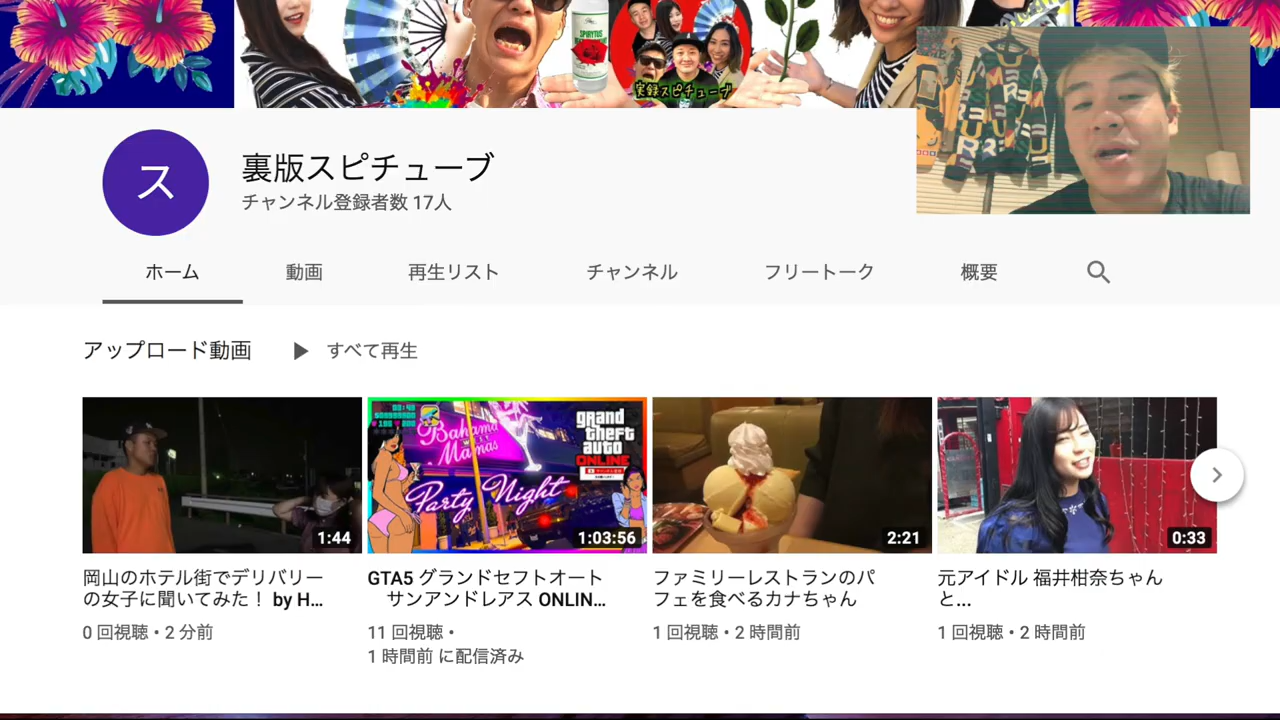 SPIRYTUS
実録スピチューブ
ス
裏版スピチューブ
チャンネル登録者数 17人
ホーム
動画
再生リスト
チャンネル
フリートーク
概要
アップロード動画
すべて再生
Bahama
Mamas
Party Night
grand
theft
auto
ONLINE
1:44
1:03:56
2:21
0:33
岡山のホテル街でデリバリー
の女子に聞いてみた！ by H...
0 回視聴・2 分前
GTA5 グランドセフトオート
サンアンドレアス ONLIN...
11 回視聴・
1 時間前 に配信済み
ファミリーレストランのパ
フェを食べるカナちゃん
1 回視聴・2 時間前
元アイドル 福井柑奈ちゃん
と...
1 回視聴・2 時間前